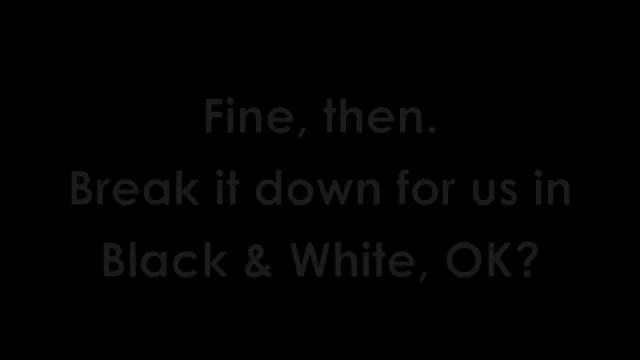 Fine, then.
Break it down for us in
Black & White, OK?